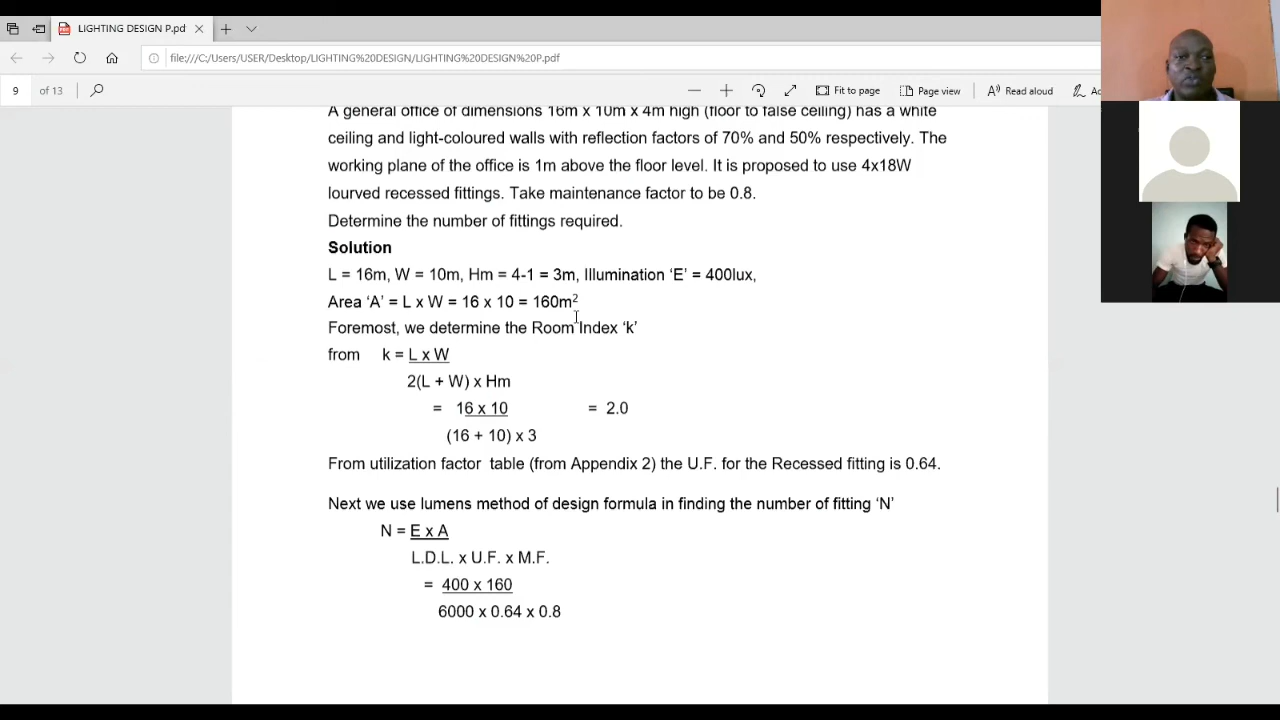 LIGHTING DESIGN P.pd
file:///C:/Users/USER/Desktop/LIGHTING%20DESIGN/LIGHTING%20DESIGN%20P.pdf
9 of 13 Fit to page Page view Read aloud
A general office of dimensions 16m x 10m x 4m high (floor to false ceiling) has a white
ceiling and light-coloured walls with reflection factors of 70% and 50% respectively. The
working plane of the office is 1m above the floor level. It is proposed to use 4x18W
lourved recessed fittings. Take maintenance factor to be 0.8.
Determine the number of fittings required.
Solution
L = 16m, W = 10m, Hm = 4-1 = 3m, Illumination ‘E’ = 400lux,
Area ‘A’ = L x W = 16 x 10 = 160m²
Foremost, we determine the Room Index ‘k’
from k = L x W
2(L + W) x Hm
= 16 x 10 = 2.0
(16 + 10) x 3
From utilization factor table (from Appendix 2) the U.F. for the Recessed fitting is 0.64.
Next we use lumens method of design formula in finding the number of fitting ‘N’
N = E x A
L.D.L. x U.F. x M.F.
= 400 x 160
6000 x 0.64 x 0.8